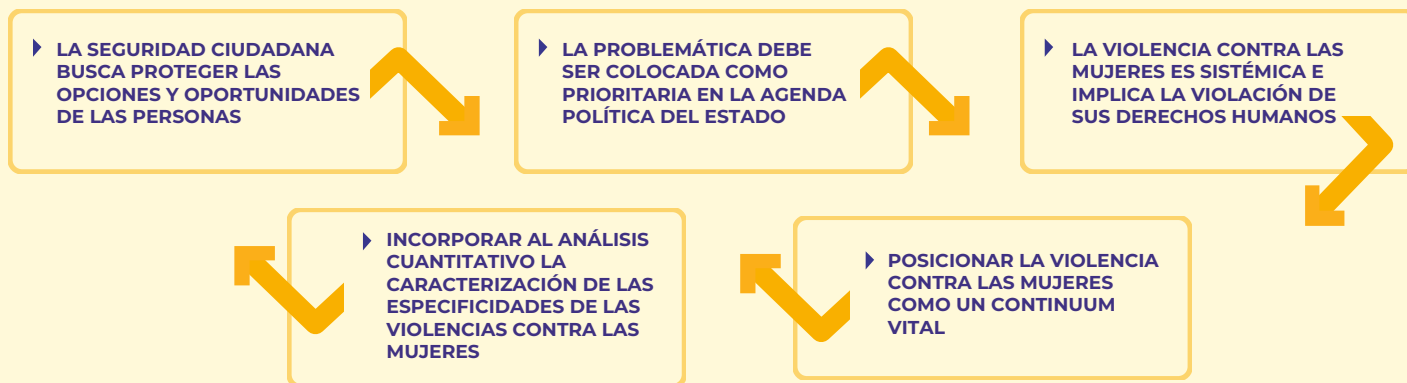 LA SEGURIDAD CIUDADANA
BUSCA PROTEGER LAS
OPCIONES Y OPORTUNIDADES
DE LAS PERSONAS
LA PROBLEMÁTICA DEBE
SER COLOCADA COMO
PRIORITARIA EN LA AGENDA
POLÍTICA DEL ESTADO
LA VIOLENCIA CONTRA LAS
MUJERES ES SISTÉMICA E
IMPLICA LA VIOLACIÓN DE
SUS DERECHOS HUMANOS
POSICIONAR LA VIOLENCIA
CONTRA LAS MUJERES
COMO UN CONTINUUM
VITAL
INCORPORAR AL ANÁLISIS
CUANTITATIVO LA
CARACTERIZACIÓN DE LAS
ESPECIFICIDADES DE LAS
VIOLENCIAS CONTRA LAS
MUJERES